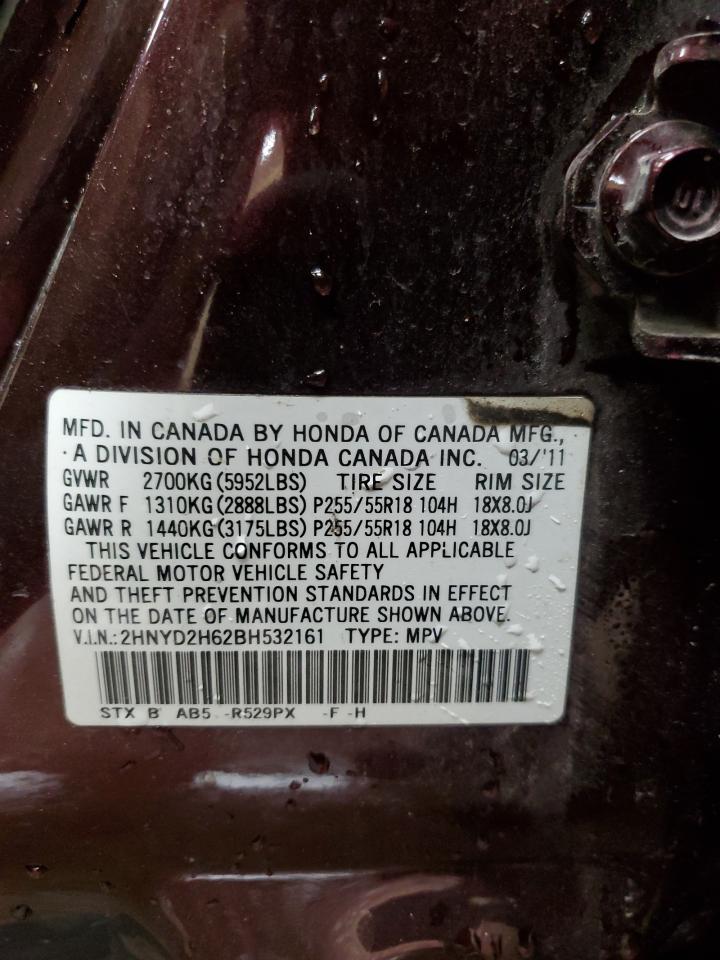 MFD. IN CANADA BY HONDA OF CANADA MFG.,
·A DIVISION OF HONDA CANADA INC. 03/'11
GVWR 2700KG(5952LBS) TIRE SIZE RIM SIZE
GAWR F 1310KG(2888LBS) P255/55R18 104H 18X8.0J
GAWR R 1440KG(3175LBS) P255/55R18 104H 18X8.0J
THIS VEHICLE CONFORMS TO ALL APPLICABLE
FEDERAL MOTOR VEHICLE SAFETY
AND THEFT PREVENTION STANDARDS IN EFFECT
ON THE DATE OF MANUFACTURE SHOWN ABOVE.
V.I.N.:2HNYD2H62BH532161 TYPE: MPV
STX B AB5 -R529PX -F -H